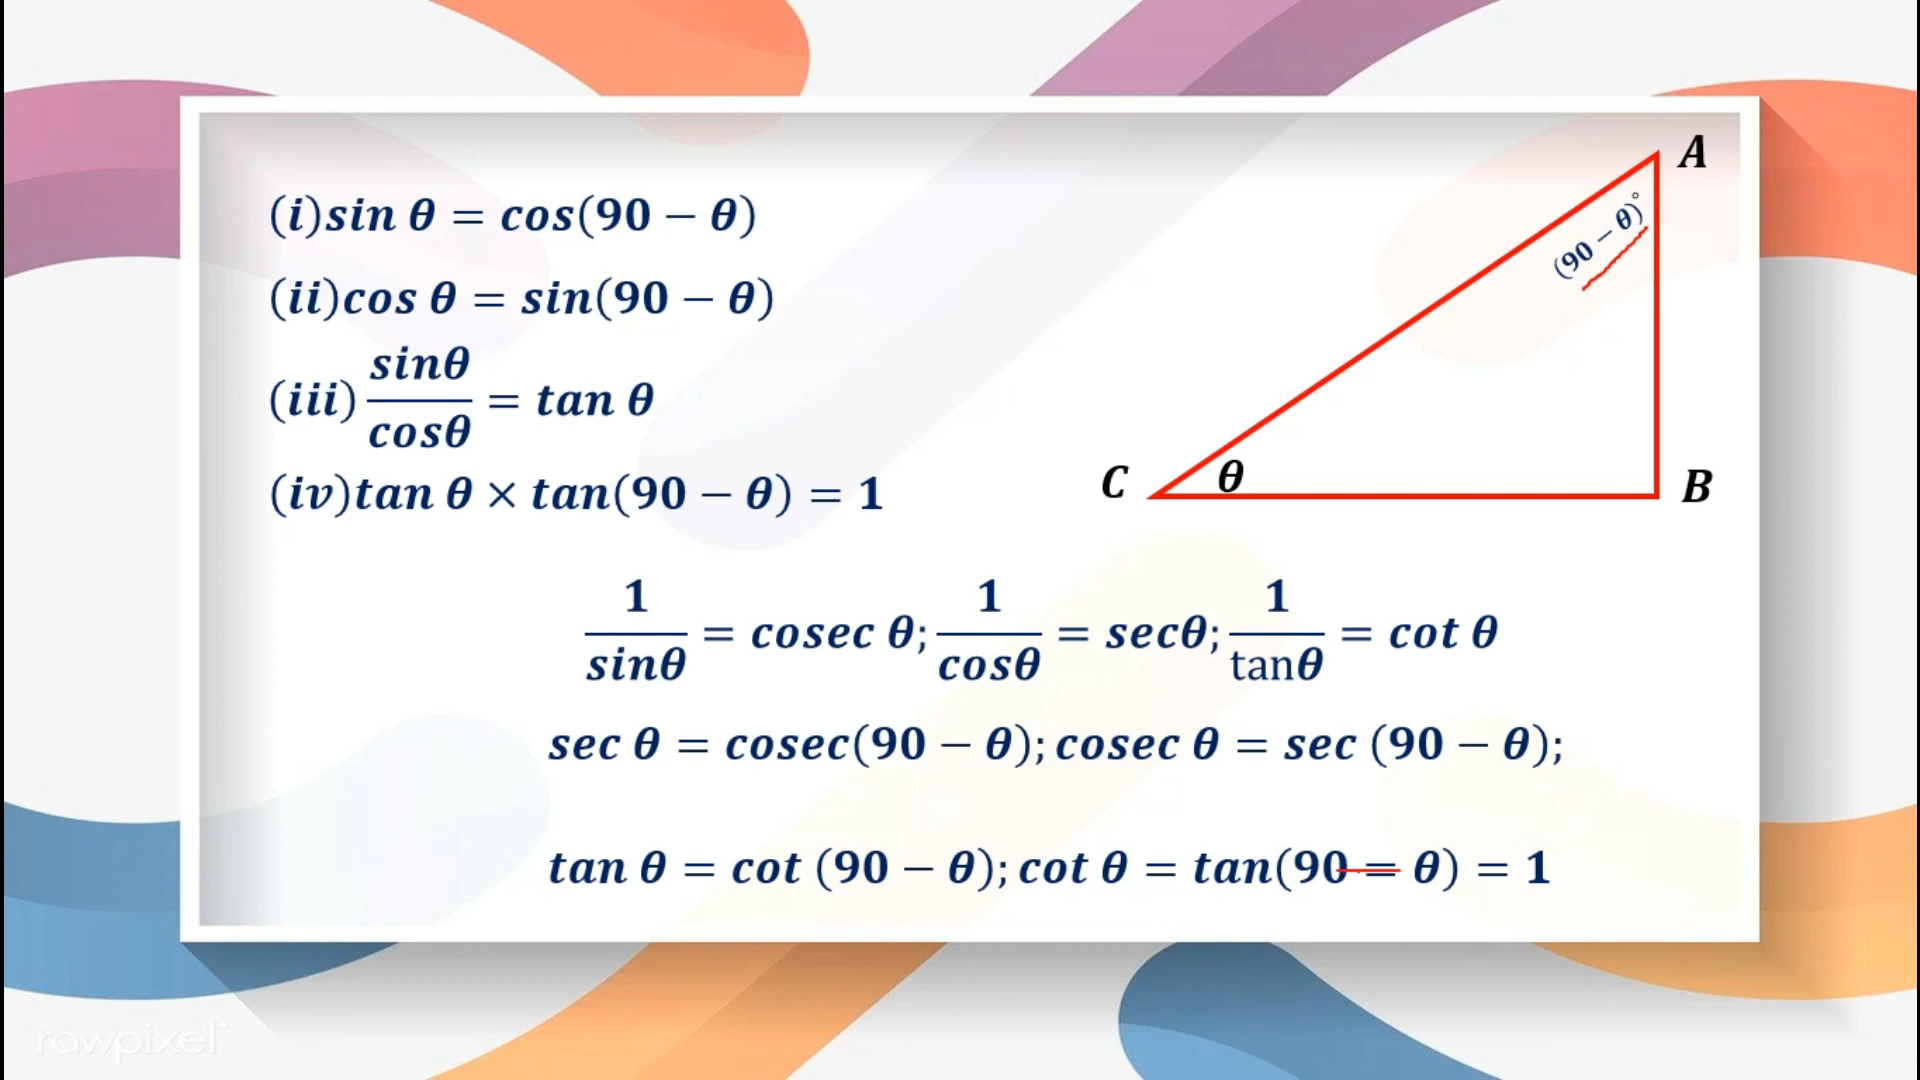 (i)sin θ = cos(90 − θ)
(ii)cos θ = sin(90 − θ)
(iii) sinθ/cosθ = tan θ
(iv)tan θ × tan(90 − θ) = 1
A
(90 − θ)°
C
θ
B
1/sinθ = cosec θ; 1/cosθ = secθ; 1/tanθ = cot θ
sec θ = cosec(90 − θ); cosec θ = sec (90 − θ);
tan θ = cot (90 − θ); cot θ = tan(90 − θ) = 1
rawpixel